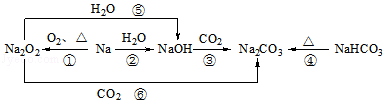 H₂O ⑤
Na₂O₂ O₂、△ ① Na H₂O ② NaOH CO₂ ③ Na₂CO₃ △ ④ NaHCO₃
CO₂ ⑥